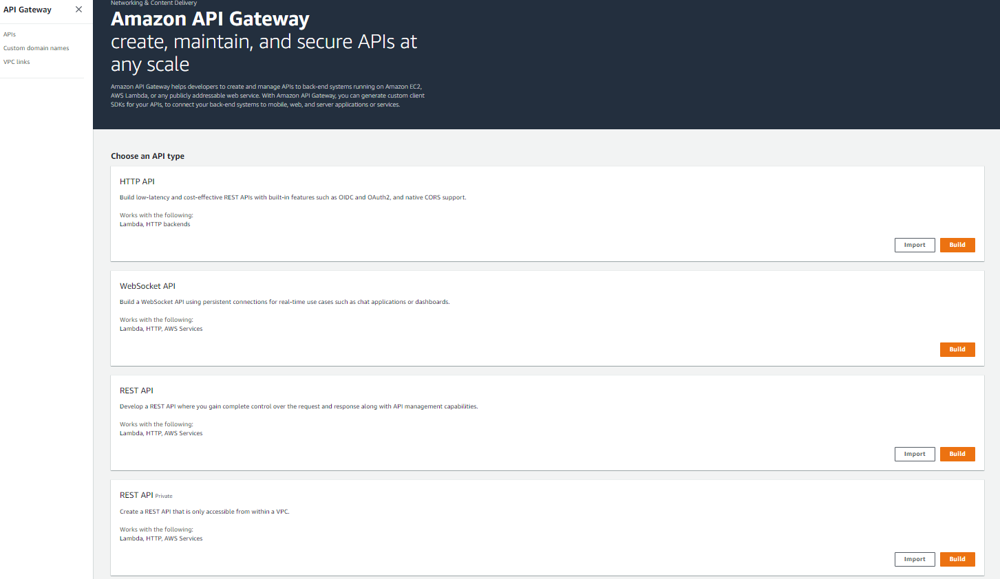 API Gateway
APIs
Custom domain names
VPC links
Networking & Content Delivery
Amazon API Gateway
create, maintain, and secure APIs at
any scale
Amazon API Gateway helps developers to create and manage APIs to back-end systems running on Amazon EC2,
AWS Lambda, or any publicly addressable web service. With Amazon API Gateway, you can generate custom client
SDKs for your APIs, to connect your back-end systems to mobile, web, and server applications or services.
Choose an API type
HTTP API
Build low-latency and cost-effective REST APIs with built-in features such as OIDC and OAuth2, and native CORS support.
Works with the following:
Lambda, HTTP backends
Import Build
WebSocket API
Build a WebSocket API using persistent connections for real-time use cases such as chat applications or dashboards.
Works with the following:
Lambda, HTTP, AWS Services
Build
REST API
Develop a REST API where you gain complete control over the request and response along with API management capabilities.
Works with the following:
Lambda, HTTP, AWS Services
Import Build
REST API Private
Create a REST API that is only accessible from within a VPC.
Works with the following:
Lambda, HTTP, AWS Services
Import Build